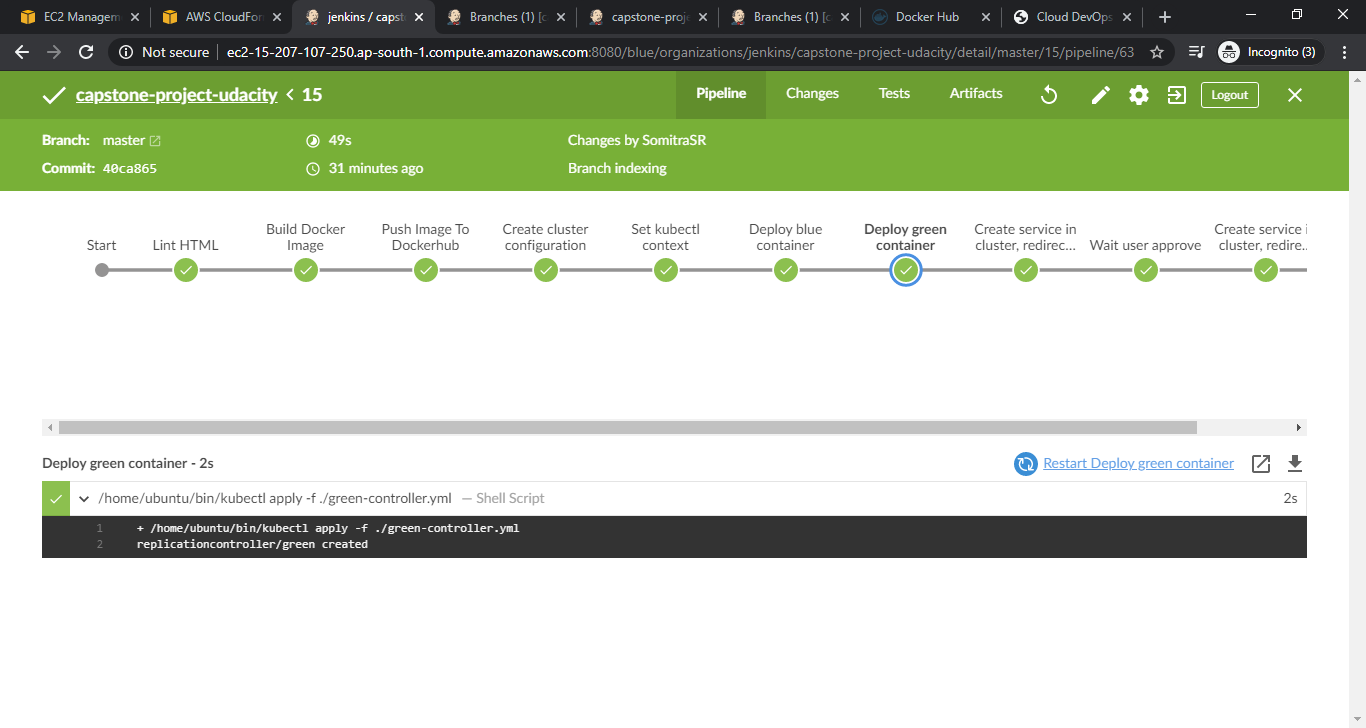 EC2 Managem
AWS CloudFor
jenkins / capst
Branches (1) [c
capstone-proje
Branches (1) [c
Docker Hub
Cloud DevOps
Not secure
ec2-15-207-107-250.ap-south-1.compute.amazonaws.com:8080/blue/organizations/jenkins/capstone-project-udacity/detail/master/15/pipeline/63
Incognito (3)
capstone-project-udacity < 15
Pipeline
Changes
Tests
Artifacts
Logout
Branch: master
49s
Changes by SomitraSR
Commit: 40ca865
31 minutes ago
Branch indexing
Start
Lint HTML
Build Docker
Image
Push Image To
Dockerhub
Create cluster
configuration
Set kubectl
context
Deploy blue
container
Deploy green
container
Create service in
cluster, redirec...
Wait user approve
Create service i
cluster, redire..
Deploy green container - 2s
Restart Deploy green container
/home/ubuntu/bin/kubectl apply -f ./green-controller.yml — Shell Script
2s
1 + /home/ubuntu/bin/kubectl apply -f ./green-controller.yml
2 replicationcontroller/green created